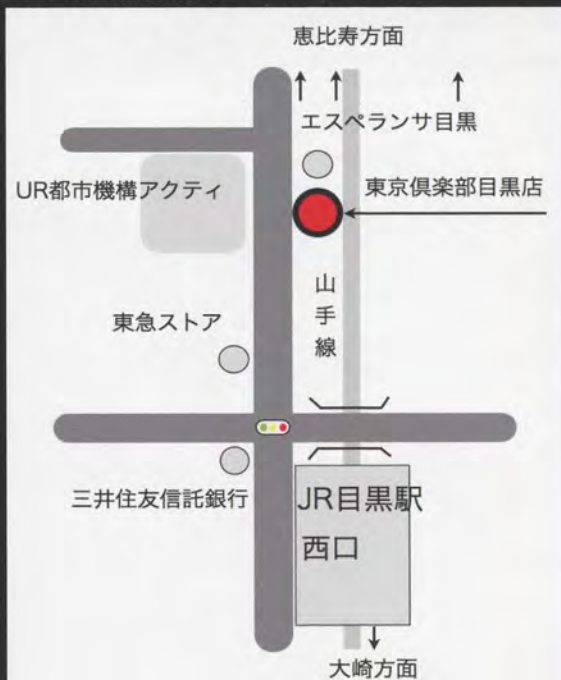 恵比寿方面
エスペランサ目黒
UR都市機構アクティ
東京倶楽部目黒店
山手線
東急ストア
三井住友信託銀行
JR目黒駅
西口
大崎方面